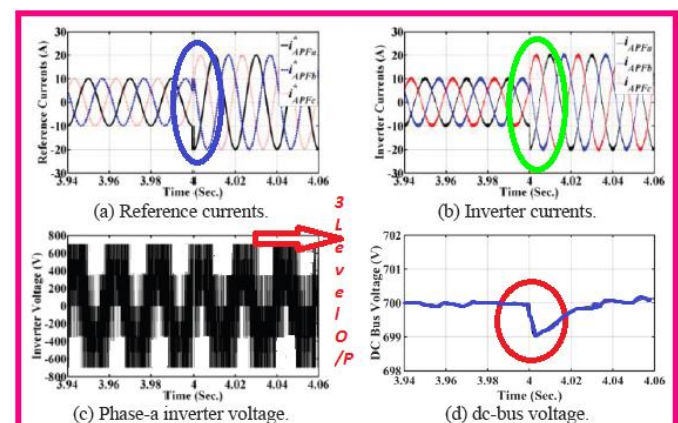 30
20
10
0
-10
-20
30
3.94 3.96 3.98 4 4.02 4.04 4.06
Reference Currents (A)
Time (Sec.)
i*APFa
i*APFb
i*APFc
(a) Reference currents.
30
20
10
0
-10
-20
-30
3.94 3.96 3.98 4 4.02 4.04 4.06
Inverter Currents (A)
Time (Sec.)
iAPFa
iAPFb
iAPFc
(b) Inverter currents.
800
600
400
200
0
-200
-400
-600
-800
3.94 3.96 3.98 4 4.02 4.04 4.06
Inverter Voltage (V)
Time (Sec.)
(c) Phase-a inverter voltage.
3 Level O/P
702
701
700
699
698
3.94 3.96 3.98 4 4.02 4.04 4.06
DC Bus Voltage (V)
Time (Sec.)
(d) dc-bus voltage.